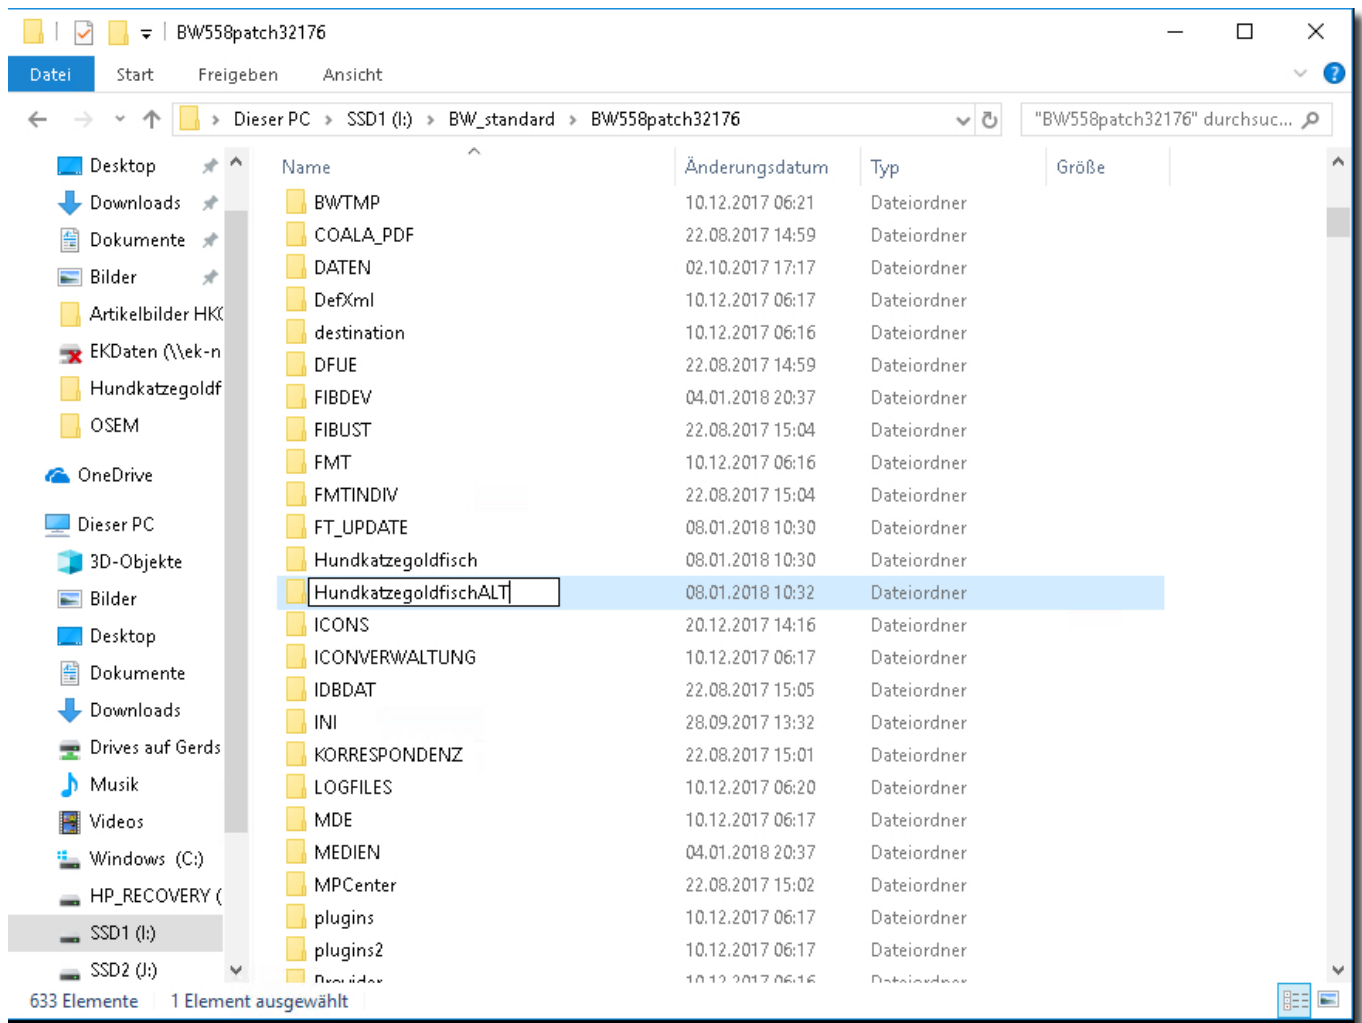 BW558patch32176
Datei Start Freigeben Ansicht
Dieser PC SSD1 (I:) BW_standard BW558patch32176 "BW558patch32176" durchsuc...
Desktop
Downloads
Dokumente
Bilder
Artikelbilder HK
EKDaten (\\ek-n
Hundkatzegoldf
OSEM
OneDrive
Dieser PC
3D-Objekte
Bilder
Desktop
Dokumente
Downloads
Drives auf Gerds
Musik
Videos
Windows (C:)
HP_RECOVERY (
SSD1 (I:)
SSD2 (J:)
Name Änderungsdatum Typ Größe
BWTMP 10.12.2017 06:21 Dateiordner
COALA_PDF 22.08.2017 14:59 Dateiordner
DATEN 02.10.2017 17:17 Dateiordner
DefXml 10.12.2017 06:17 Dateiordner
destination 10.12.2017 06:16 Dateiordner
DFUE 22.08.2017 14:59 Dateiordner
FIBDEV 04.01.2018 20:37 Dateiordner
FIBUST 22.08.2017 15:04 Dateiordner
FMT 10.12.2017 06:16 Dateiordner
FMTINDIV 22.08.2017 15:04 Dateiordner
FT_UPDATE 08.01.2018 10:30 Dateiordner
Hundkatzegoldfisch 08.01.2018 10:30 Dateiordner
HundkatzegoldfischALT 08.01.2018 10:32 Dateiordner
ICONS 20.12.2017 14:16 Dateiordner
ICONVERWALTUNG 10.12.2017 06:17 Dateiordner
IDBDAT 22.08.2017 15:05 Dateiordner
INI 28.09.2017 13:32 Dateiordner
KORRESPONDENZ 22.08.2017 15:01 Dateiordner
LOGFILES 10.12.2017 06:20 Dateiordner
MDE 10.12.2017 06:17 Dateiordner
MEDIEN 04.01.2018 20:37 Dateiordner
MPCenter 22.08.2017 15:02 Dateiordner
plugins 10.12.2017 06:17 Dateiordner
plugins2 10.12.2017 06:17 Dateiordner
Provider 10.12.2017 06:16 Dateiordner
633 Elemente 1 Element ausgewählt